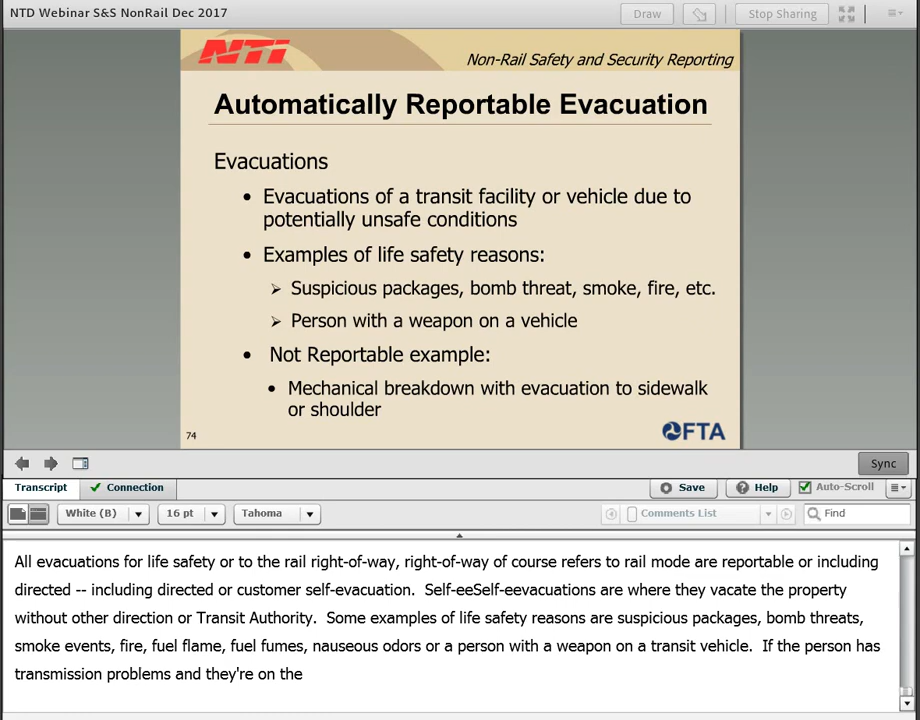 NTD Webinar S&S NonRail Dec 2017
Draw
Stop Sharing
NTI
Non-Rail Safety and Security Reporting
Automatically Reportable Evacuation
Evacuations
• Evacuations of a transit facility or vehicle due to
potentially unsafe conditions
• Examples of life safety reasons:
➢ Suspicious packages, bomb threat, smoke, fire, etc.
➢ Person with a weapon on a vehicle
• Not Reportable example:
• Mechanical breakdown with evacuation to sidewalk
or shoulder
74
FTA
Sync
Transcript
Connection
Save
Help
Auto-Scroll
White (B)
16 pt
Tahoma
Comments List
Find
All evacuations for life safety or to the rail right-of-way, right-of-way of course refers to rail mode are reportable or including
directed -- including directed or customer self-evacuation.  Self-eeSelf-eevacuations are where they vacate the property
without other direction or Transit Authority.  Some examples of life safety reasons are suspicious packages, bomb threats,
smoke events, fire, fuel flame, fuel fumes, nauseous odors or a person with a weapon on a transit vehicle.  If the person has
transmission problems and they're on the